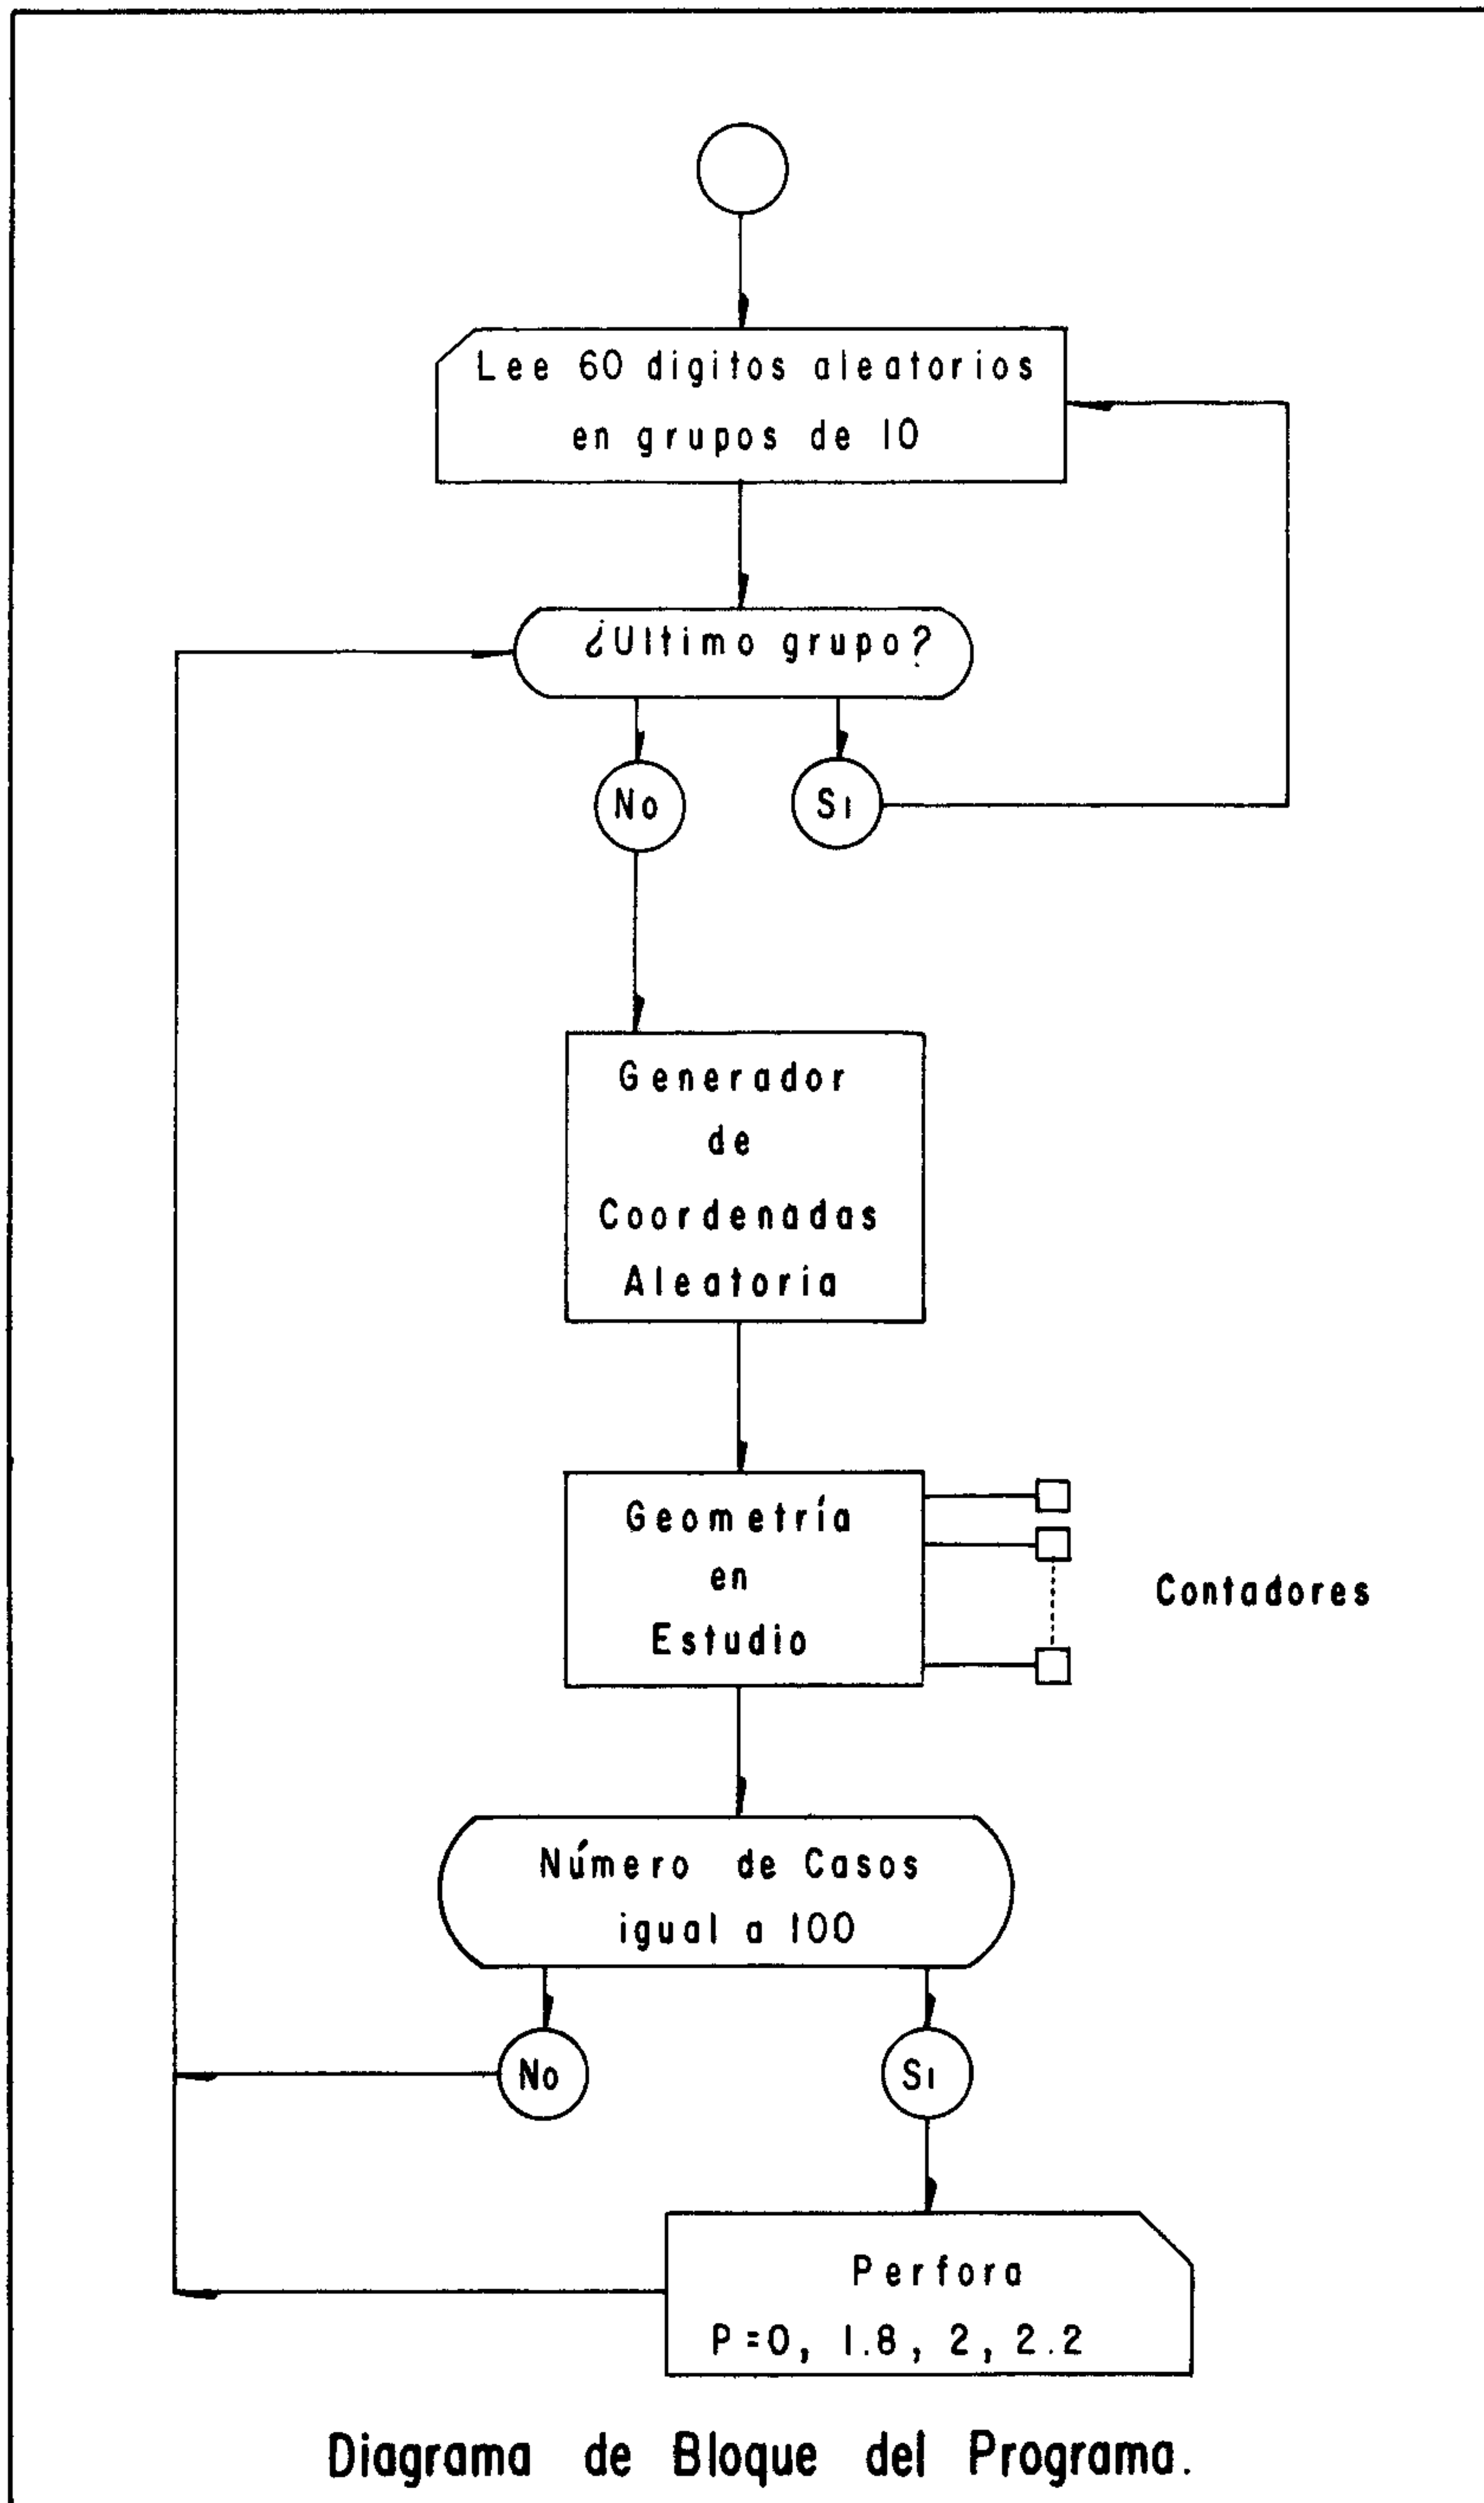 Lee 60 digitos aleatorios
en grupos de 10
¿Ultimo grupo?
No
Si
Generador
de
Coordenadas
Aleatoria
Geometría
en
Estudio
Contadores
Número de Casos
igual a 100
No
Si
Perfora
P=0, 1.8, 2, 2.2
Diagrama de Bloque del Programa.